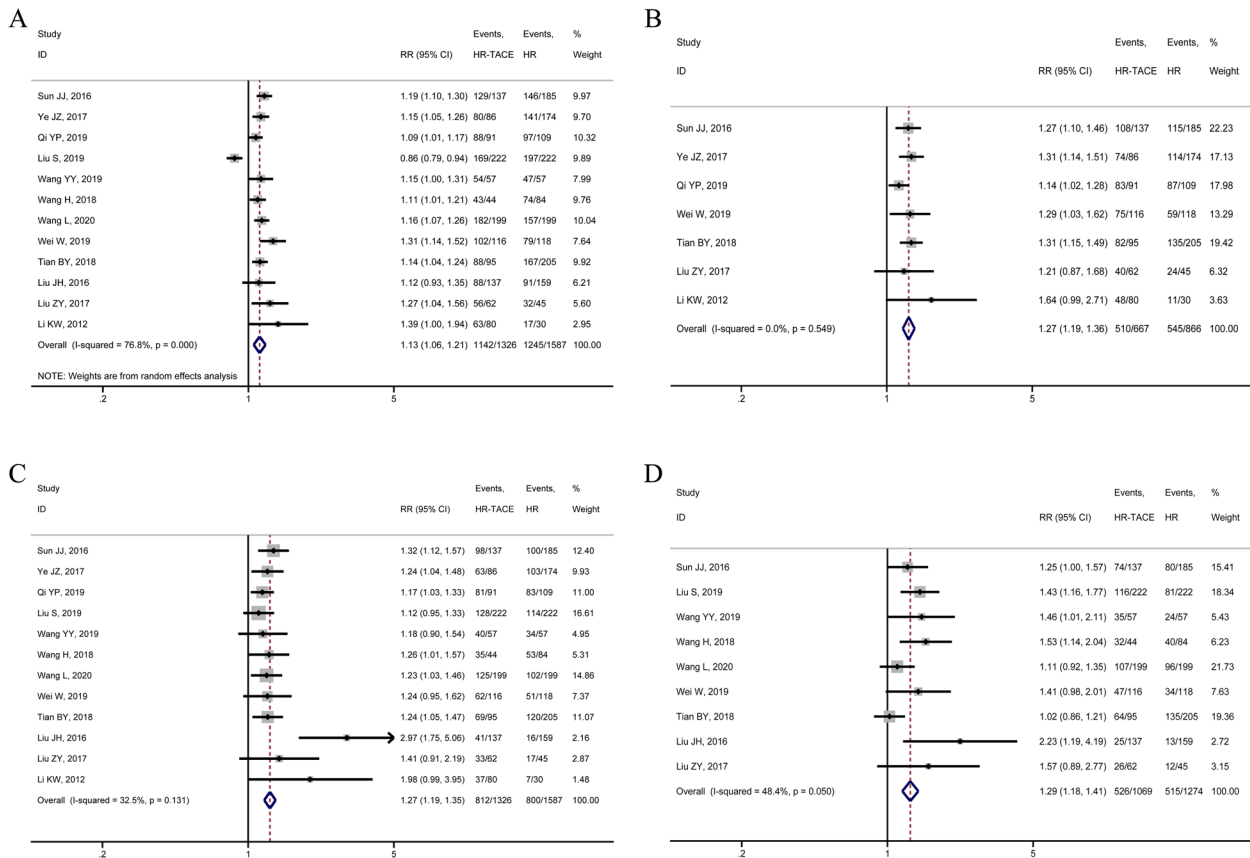 A
Study Events, Events, %
ID RR (95% CI) HR-TACE HR Weight
Sun JJ, 2016 1.19 (1.10, 1.30) 129/137 146/185 9.97
Ye JZ, 2017 1.15 (1.05, 1.26) 80/86 141/174 9.70
Qi YP, 2019 1.09 (1.01, 1.17) 88/91 97/109 10.32
Liu S, 2019 0.86 (0.79, 0.94) 169/222 197/222 9.89
Wang YY, 2019 1.15 (1.00, 1.31) 54/57 47/57 7.99
Wang H, 2018 1.11 (1.01, 1.21) 43/44 74/84 9.76
Wang L, 2020 1.16 (1.07, 1.26) 182/199 157/199 10.04
Wei W, 2019 1.31 (1.14, 1.52) 102/116 79/118 7.64
Tian BY, 2018 1.14 (1.04, 1.24) 88/95 167/205 9.92
Liu JH, 2016 1.12 (0.93, 1.35) 88/137 91/159 6.21
Liu ZY, 2017 1.27 (1.04, 1.56) 56/62 32/45 5.60
Li KW, 2012 1.39 (1.00, 1.94) 63/80 17/30 2.95
Overall (I-squared = 76.8%, p = 0.000) 1.13 (1.06, 1.21) 1142/1326 1245/1587 100.00
NOTE: Weights are from random effects analysis
.2 1 5
B
Study Events, Events, %
ID RR (95% CI) HR-TACE HR Weight
Sun JJ, 2016 1.27 (1.10, 1.46) 108/137 115/185 22.23
Ye JZ, 2017 1.31 (1.14, 1.51) 74/86 114/174 17.13
Qi YP, 2019 1.14 (1.02, 1.28) 83/91 87/109 17.98
Wei W, 2019 1.29 (1.03, 1.62) 75/116 59/118 13.29
Tian BY, 2018 1.31 (1.15, 1.49) 82/95 135/205 19.42
Liu ZY, 2017 1.21 (0.87, 1.68) 40/62 24/45 6.32
Li KW, 2012 1.64 (0.99, 2.71) 48/80 11/30 3.63
Overall (I-squared = 0.0%, p = 0.549) 1.27 (1.19, 1.36) 510/667 545/866 100.00
.2 1 5
C
Study Events, Events, %
ID RR (95% CI) HR-TACE HR Weight
Sun JJ, 2016 1.32 (1.12, 1.57) 98/137 100/185 12.40
Ye JZ, 2017 1.24 (1.04, 1.48) 63/86 103/174 9.93
Qi YP, 2019 1.17 (1.03, 1.33) 81/91 83/109 11.00
Liu S, 2019 1.12 (0.95, 1.33) 128/222 114/222 16.61
Wang YY, 2019 1.18 (0.90, 1.54) 40/57 34/57 4.95
Wang H, 2018 1.26 (1.01, 1.57) 35/44 53/84 5.31
Wang L, 2020 1.23 (1.03, 1.46) 125/199 102/199 14.86
Wei W, 2019 1.24 (0.95, 1.62) 62/116 51/118 7.37
Tian BY, 2018 1.24 (1.05, 1.47) 69/95 120/205 11.07
Liu JH, 2016 2.97 (1.75, 5.06) 41/137 16/159 2.16
Liu ZY, 2017 1.41 (0.91, 2.19) 33/62 17/45 2.87
Li KW, 2012 1.98 (0.99, 3.95) 37/80 7/30 1.48
Overall (I-squared = 32.5%, p = 0.131) 1.27 (1.19, 1.35) 812/1326 800/1587 100.00
.2 1 5
D
Study Events, Events, %
ID RR (95% CI) HR-TACE HR Weight
Sun JJ, 2016 1.25 (1.00, 1.57) 74/137 80/185 15.41
Liu S, 2019 1.43 (1.16, 1.77) 116/222 81/222 18.34
Wang YY, 2019 1.46 (1.01, 2.11) 35/57 24/57 5.43
Wang H, 2018 1.53 (1.14, 2.04) 32/44 40/84 6.23
Wang L, 2020 1.11 (0.92, 1.35) 107/199 96/199 21.73
Wei W, 2019 1.41 (0.98, 2.01) 47/116 34/118 7.63
Tian BY, 2018 1.02 (0.86, 1.21) 64/95 135/205 19.36
Liu JH, 2016 2.23 (1.19, 4.19) 25/137 13/159 2.72
Liu ZY, 2017 1.57 (0.89, 2.77) 26/62 12/45 3.15
Overall (I-squared = 48.4%, p = 0.050) 1.29 (1.18, 1.41) 526/1069 515/1274 100.00
.2 1 5